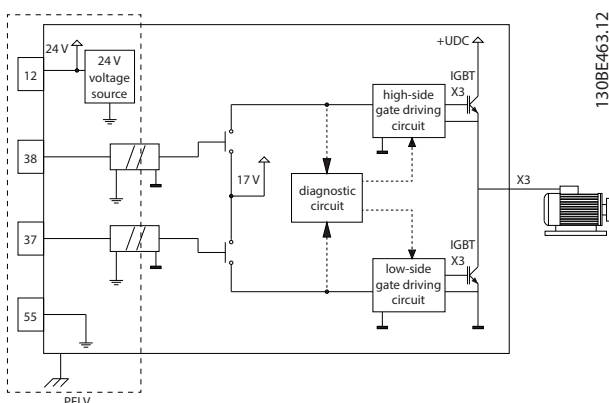 130BE463.12
+UDC
24 V
12
24 V
voltage
source
IGBT
X3
high-side
gate driving
circuit
38
17 V
diagnostic
circuit
X3
37
IGBT
X3
low-side
gate driving
circuit
55
PELV